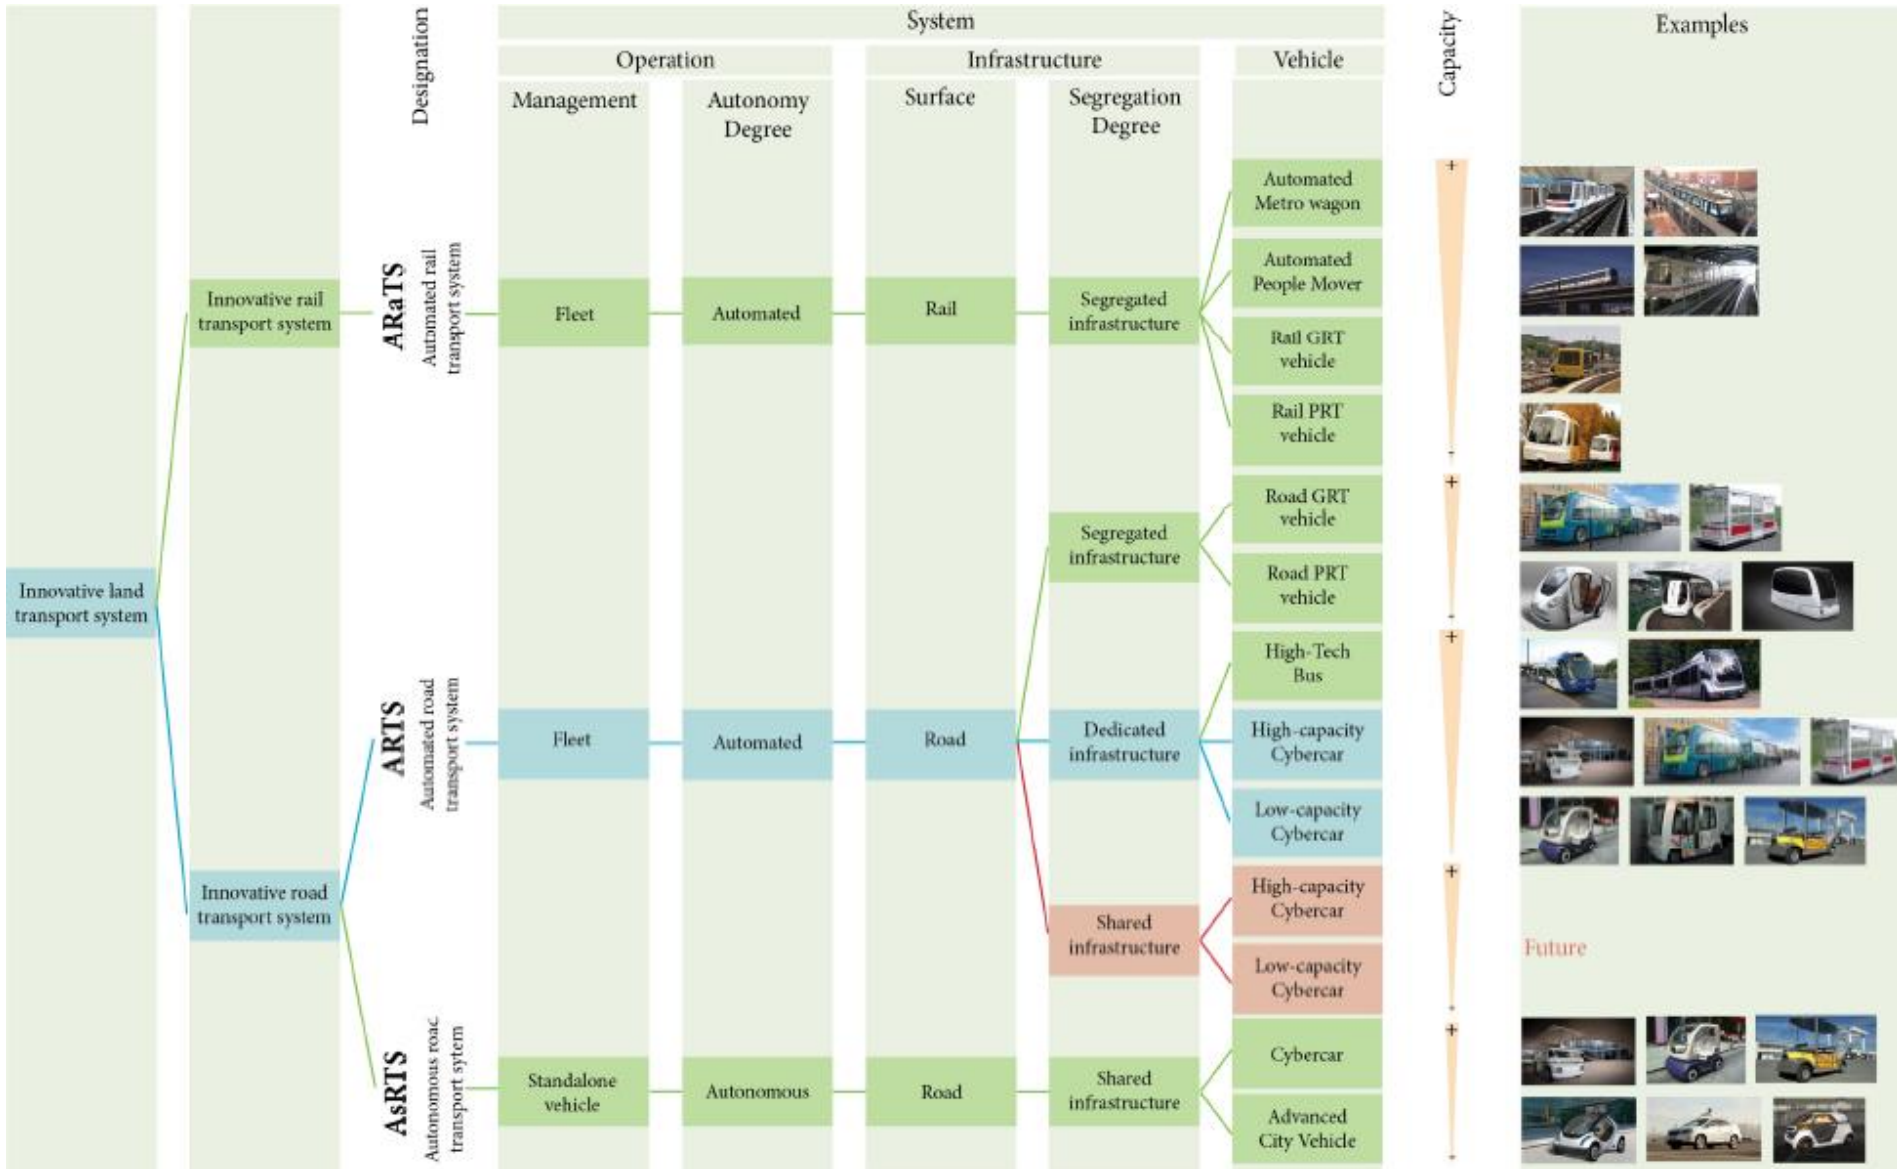 System
Examples
Designation
Capacity
Operation
Infrastructure
Vehicle
Management
Autonomy
Degree
Surface
Segregation
Degree
Innovative land
transport system
Innovative rail
transport system
ARaTS
Automated rail
transport system
Fleet
Automated
Rail
Segregated
infrastructure
Automated
Metro wagon
Automated
People Mover
Rail GRT
vehicle
Rail PRT
vehicle
+
-
Innovative road
transport system
ARTS
Automated road
transport system
Fleet
Automated
Road
Segregated
infrastructure
Road GRT
vehicle
Road PRT
vehicle
+
-
Dedicated
infrastructure
High-Tech
Bus
High-capacity
Cybercar
Low-capacity
Cybercar
+
Shared
infrastructure
High-capacity
Cybercar
Low-capacity
Cybercar
+
Future
AsRTS
Autonomous roac
transport sytem
Standalone
vehicle
Autonomous
Road
Shared
infrastructure
Cybercar
Advanced
City Vehicle
+